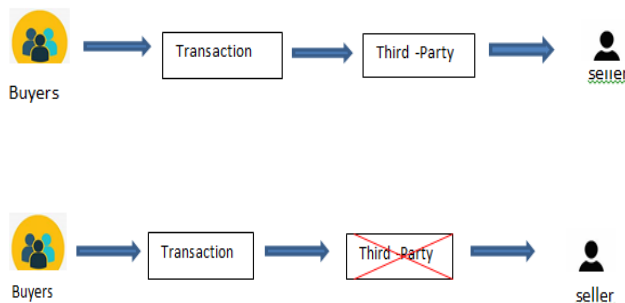 Transaction
Third -Party
seller
Buyers
Transaction
Third -Party
Buyers
seller